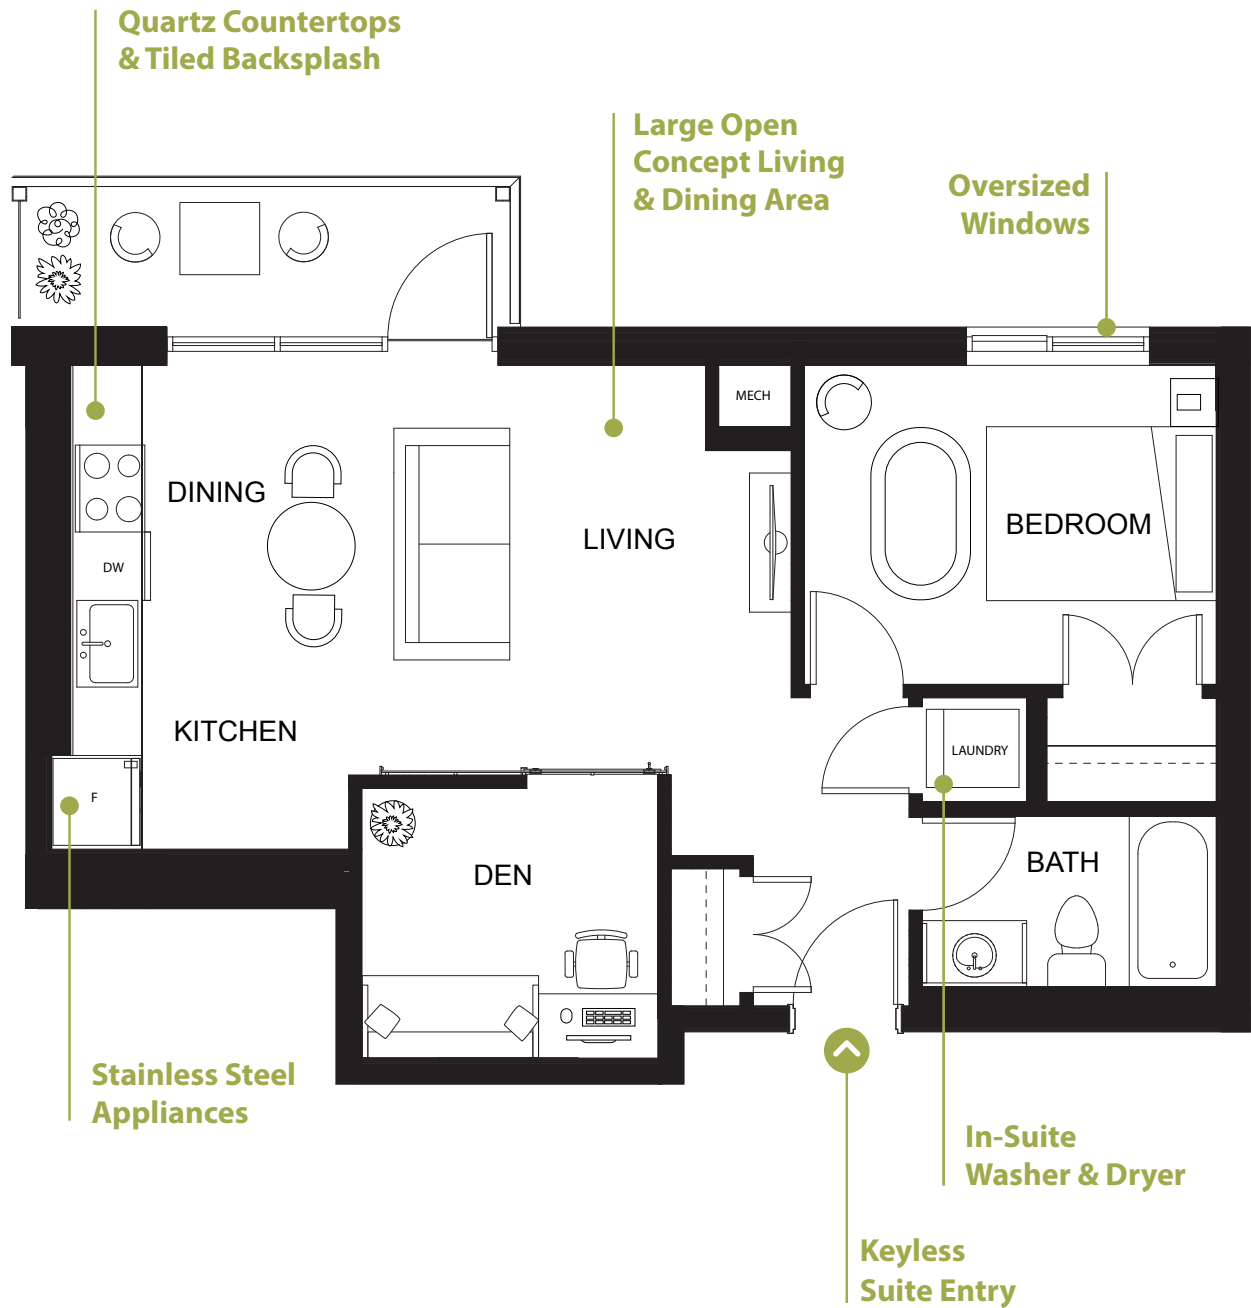 Quartz Countertops
& Tiled Backsplash
Large Open
Concept Living
& Dining Area
Oversized
Windows
MECH
DINING
LIVING
BEDROOM
DW
KITCHEN
LAUNDRY
F
DEN
BATH
Stainless Steel
Appliances
In-Suite
Washer & Dryer
Keyless
Suite Entry